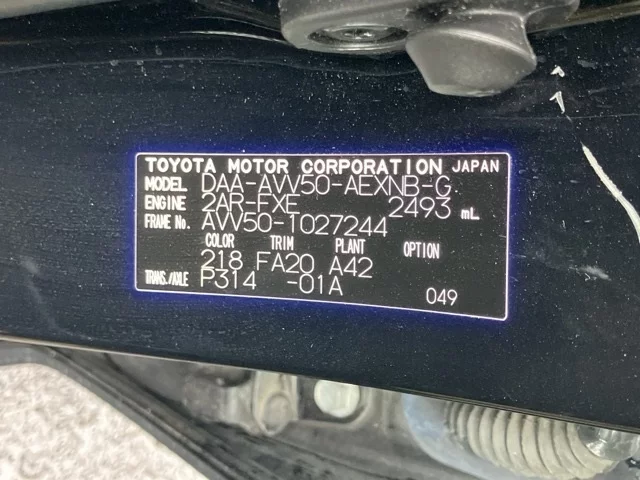 TOYOTA MOTOR CORPORATION JAPAN
MODEL DAA-AVV50-AEXNB-G
ENGINE 2AR-FXE 2493 mL
FRAME No. AVV50-1027244
COLOR TRIM PLANT OPTION
218 FA20 A42
TRANS./AXLE P314 -01A
049